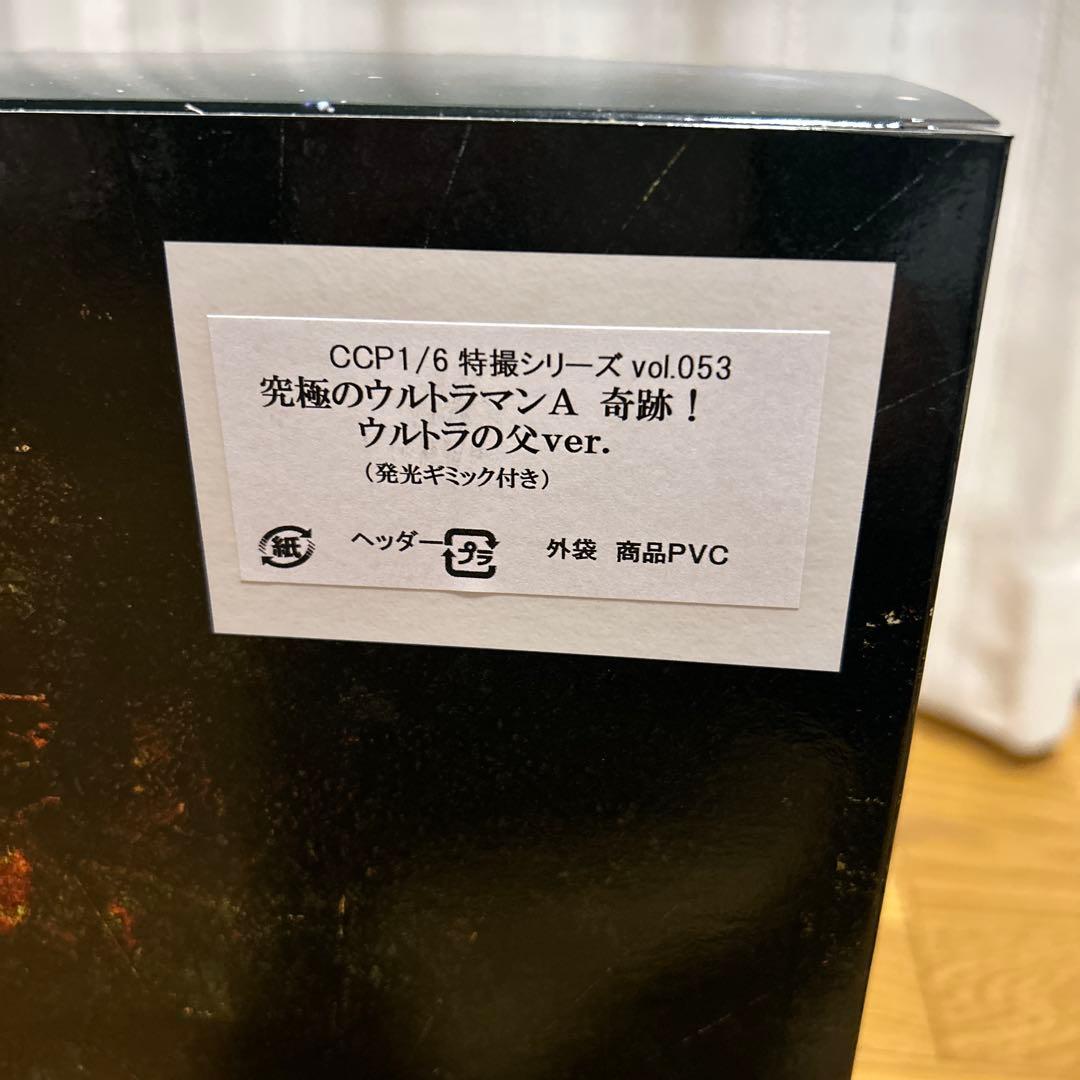 CCP1/6 特撮シリーズ vol.053
究極のウルトラマンA 奇跡!
ウルトラの父ver.
(発光ギミック付き)
紙 ヘッダー プラ 外袋 商品PVC